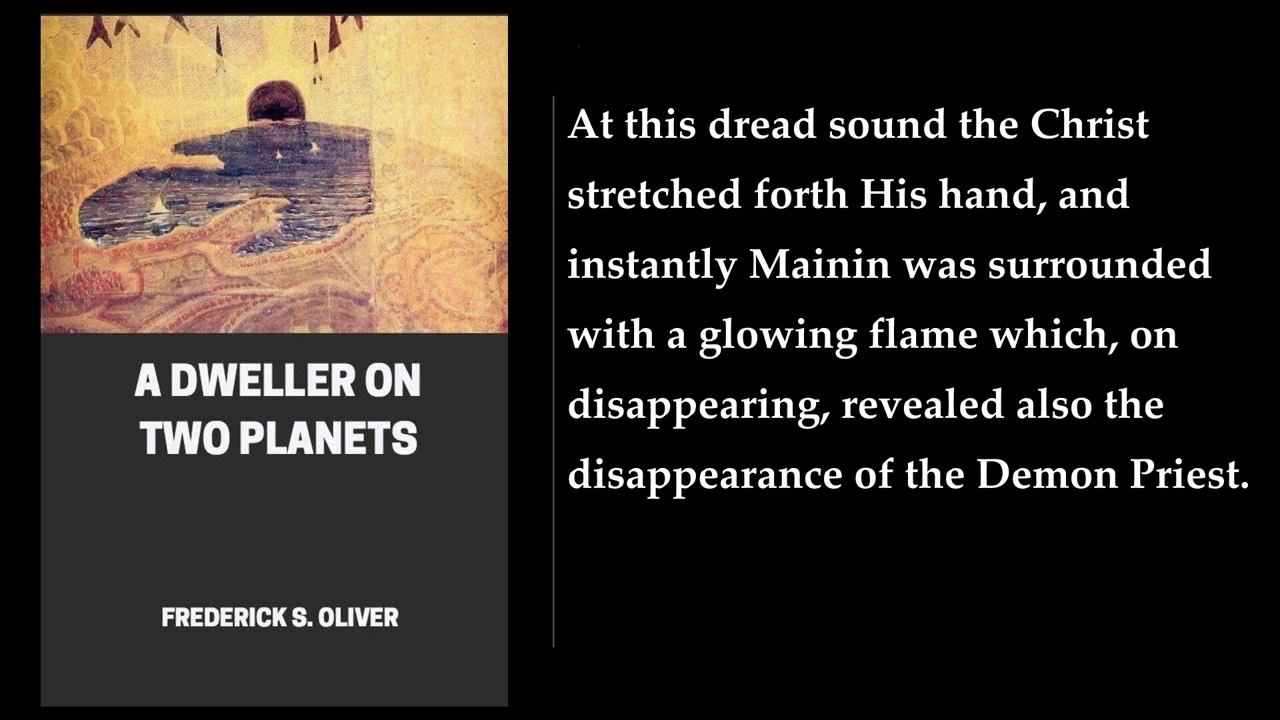 A DWELLER ON
TWO PLANETS
FREDERICK S. OLIVER
At this dread sound the Christ
stretched forth His hand, and
instantly Mainin was surrounded
with a glowing flame which, on
disappearing, revealed also the
disappearance of the Demon Priest.